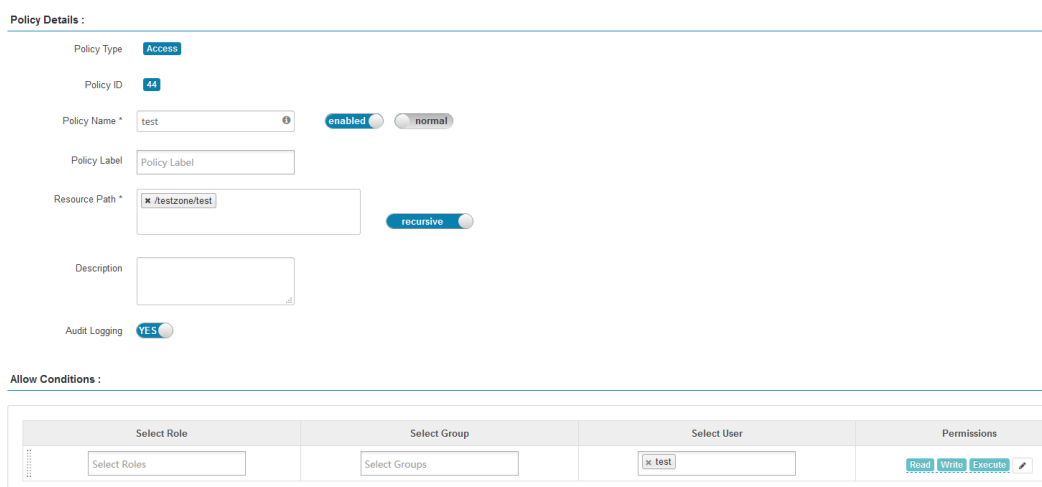 Policy Details :
Policy Type Access
Policy ID 44
Policy Name * test enabled normal
Policy Label Policy Label
Resource Path * /testzone/test
recursive
Description
Audit Logging YES
Allow Conditions :
Select Role Select Group Select User Permissions
Select Roles Select Groups test Read Write Execute